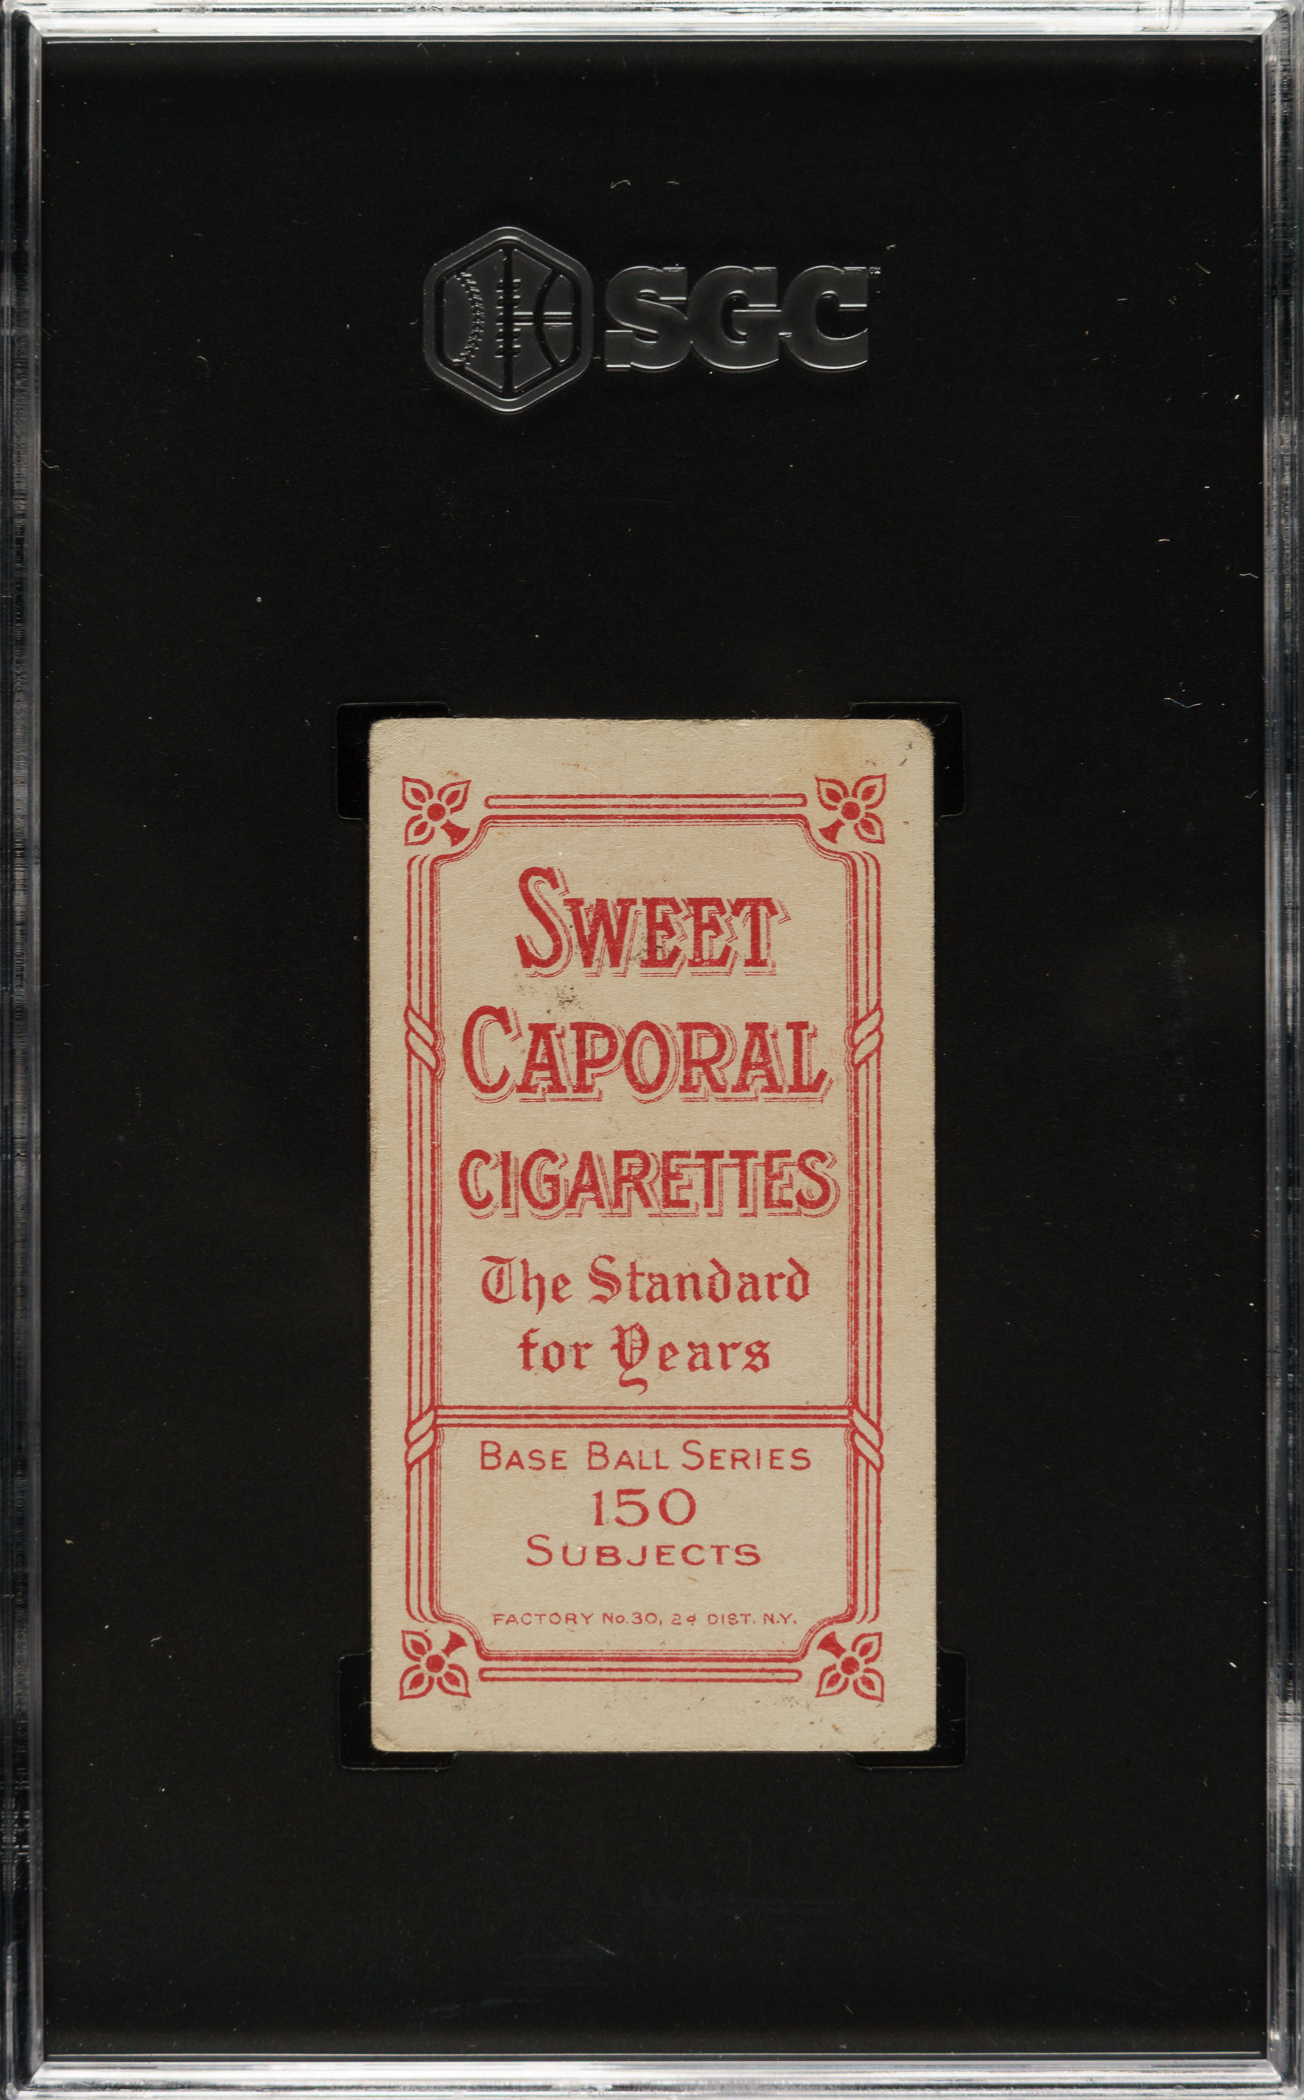 SGC
SWEET
CAPORAL
CIGARETTES
The Standard
for Years
BASE BALL SERIES
150
SUBJECTS
FACTORY No. 30, 2d DIST. N.Y.